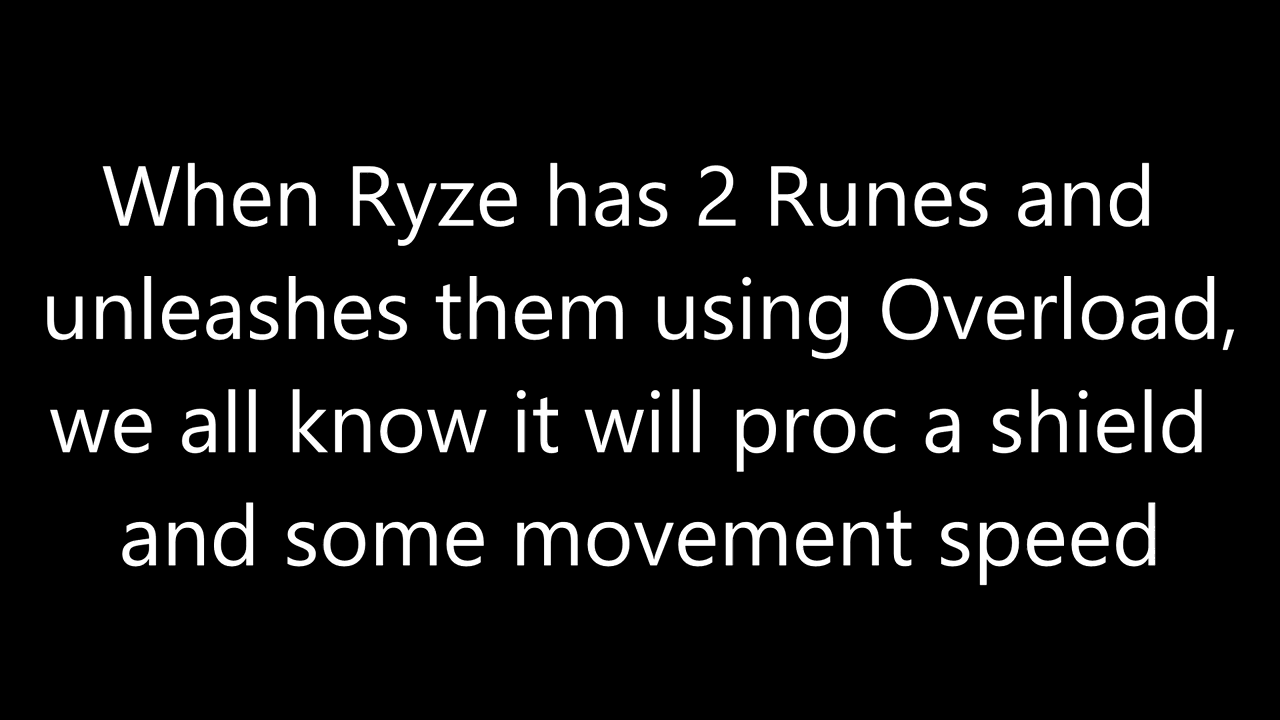 When Ryze has 2 Runes and
unleashes them using Overload,
we all know it will proc a shield
and some movement speed